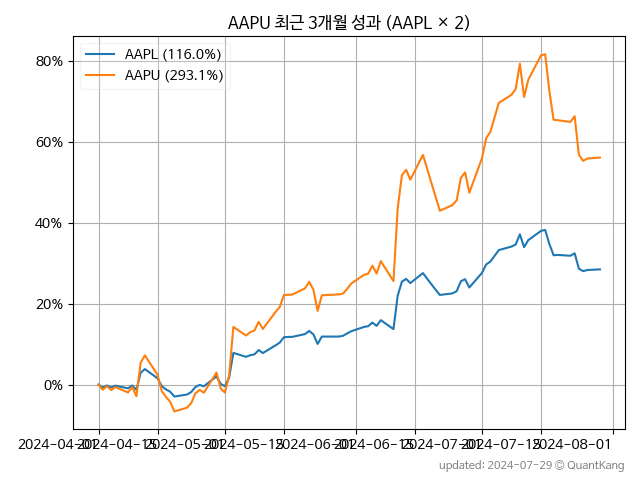 AAPU 최근 3개월 성과 (AAPL × 2)
AAPL (116.0%)
AAPU (293.1%)
80%
60%
40%
20%
0%
2024-04-01 2024-04-15 2024-05-01 2024-05-15 2024-06-01 2024-06-15 2024-07-01 2024-07-15 2024-08-01
updated: 2024-07-29 © QuantKang